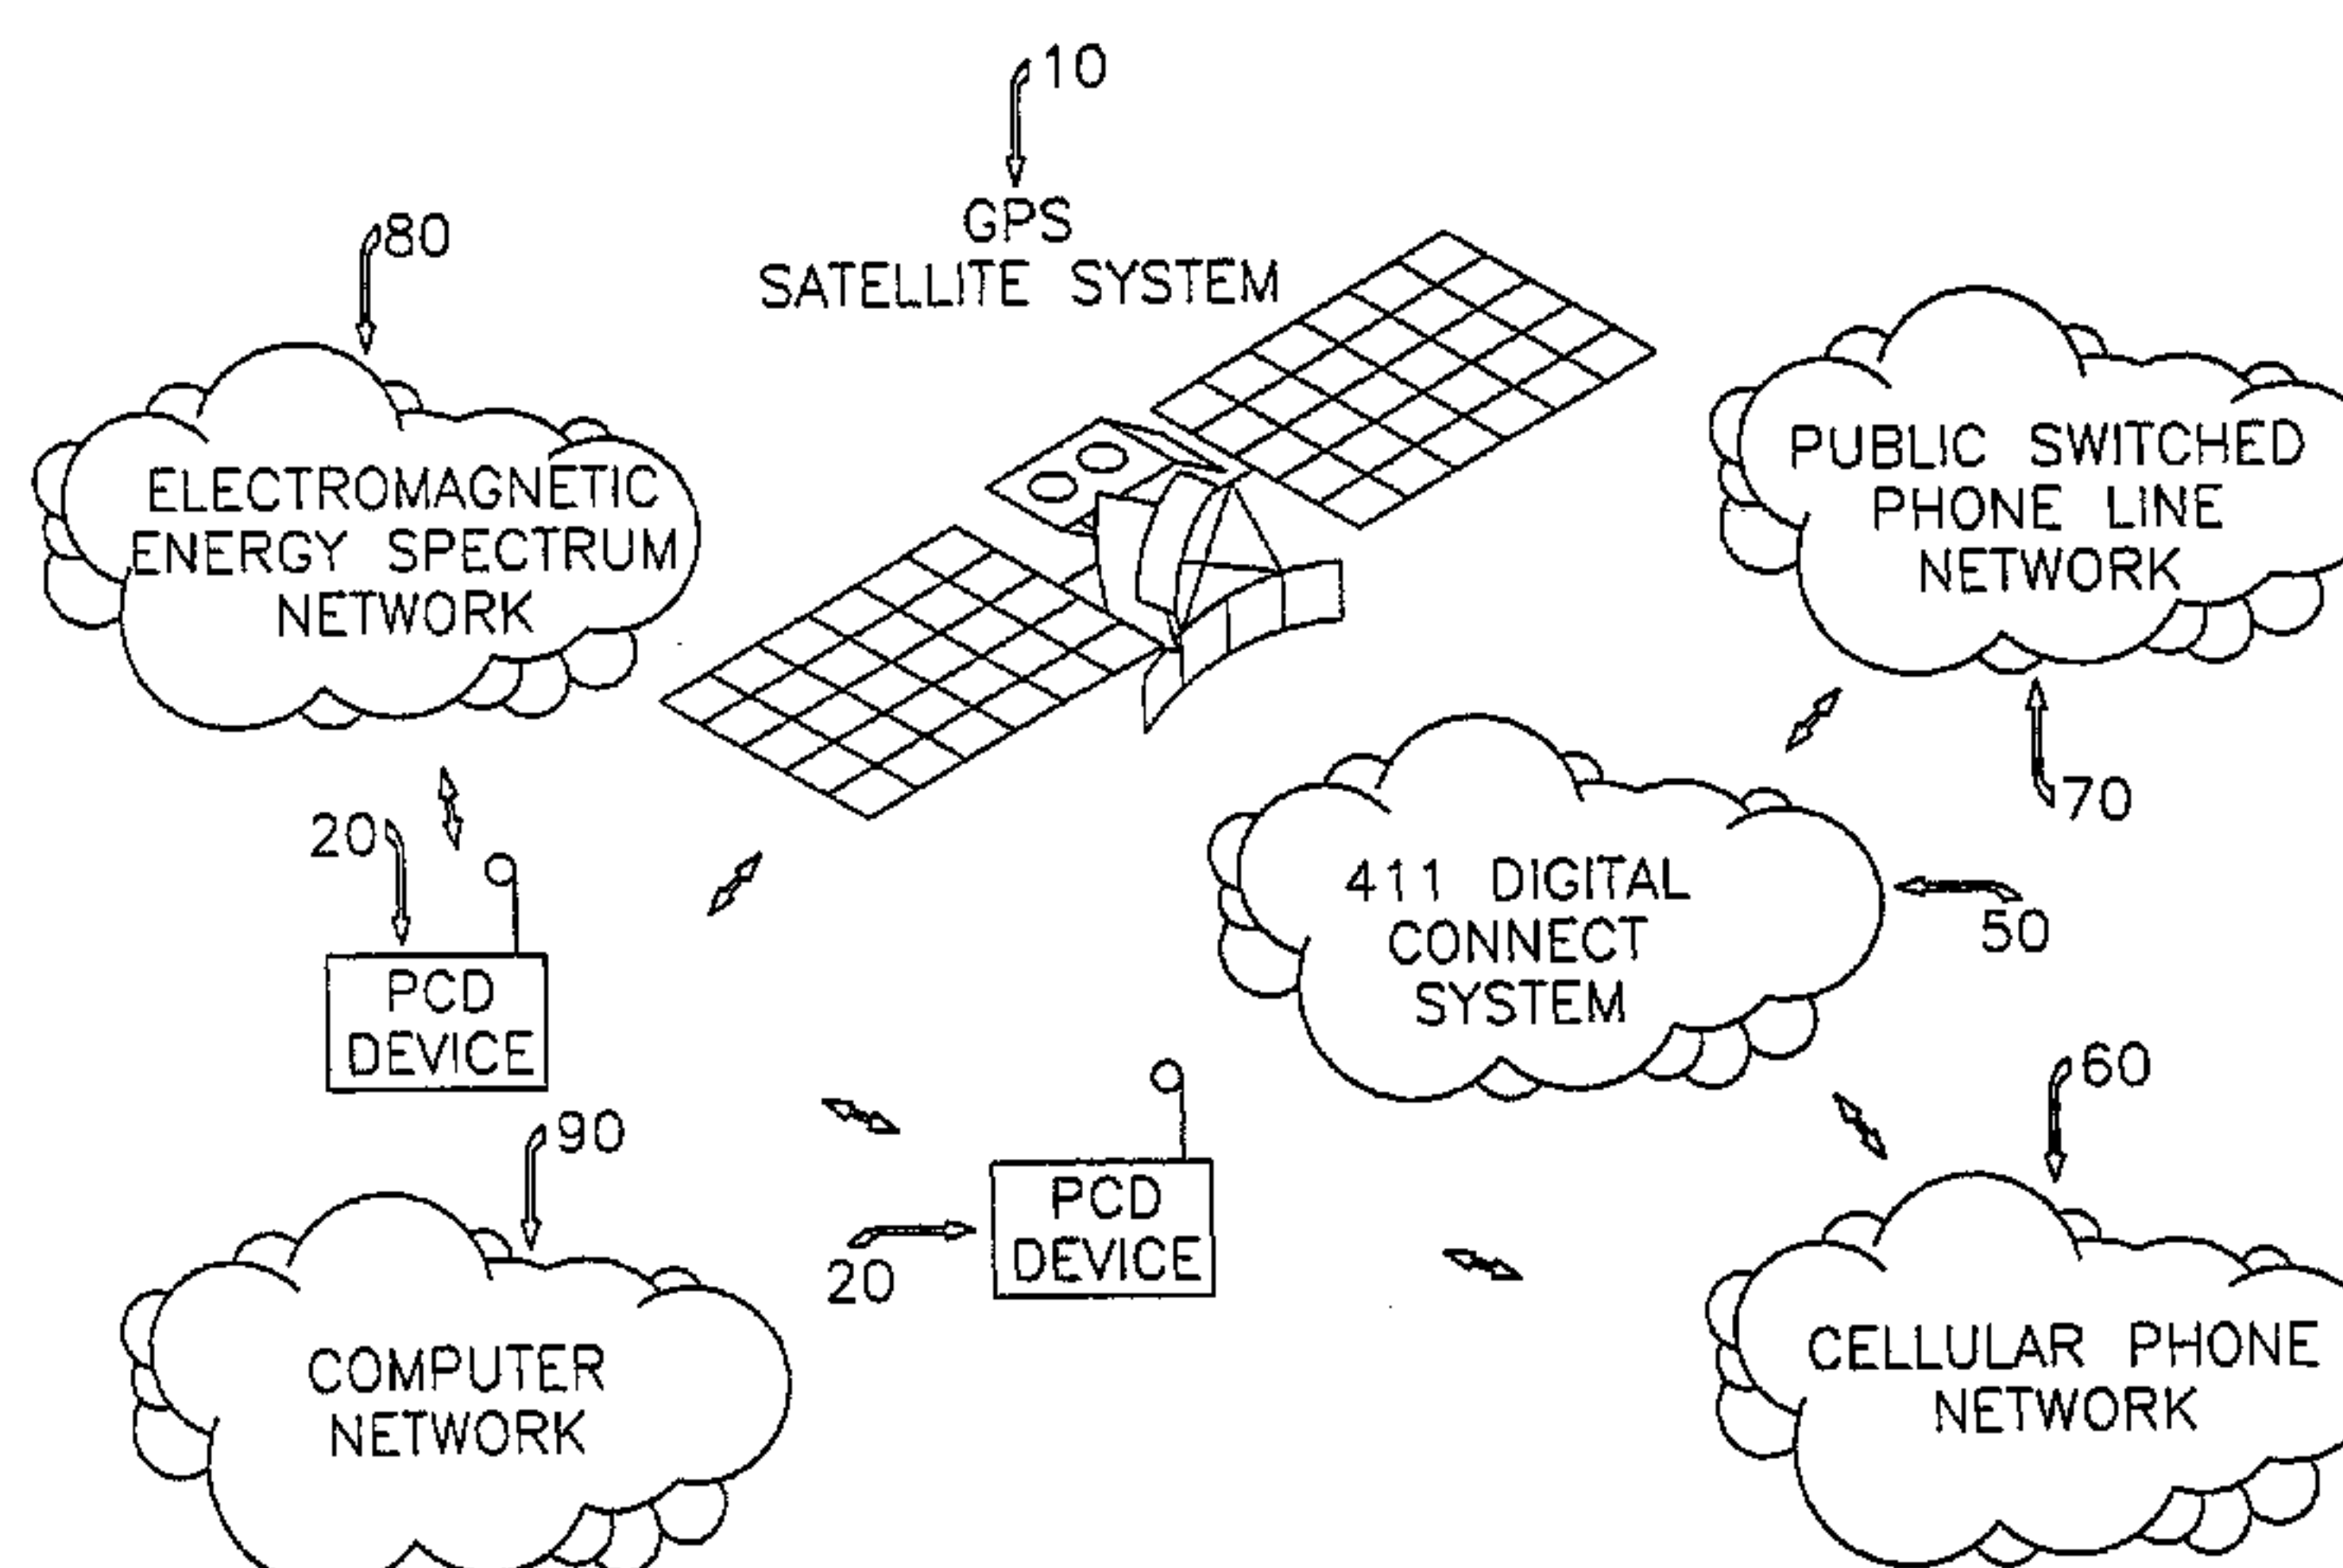 10
GPS
SATELLITE SYSTEM
80
ELECTROMAGNETIC
ENERGY SPECTRUM
NETWORK
PUBLIC SWITCHED
PHONE LINE
NETWORK
70
20
PCD
DEVICE
411 DIGITAL
CONNECT
SYSTEM
50
60
90
PCD
DEVICE
20
COMPUTER
NETWORK
CELLULAR PHONE
NETWORK